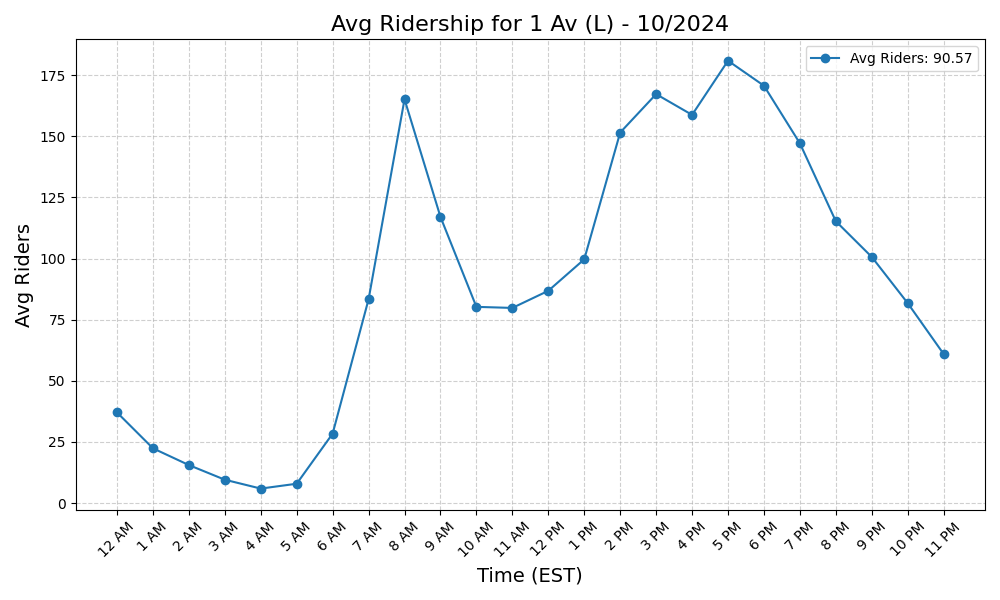 Avg Ridership for 1 Av (L) - 10/2024
Avg Riders: 90.57
Avg Riders
175
150
125
100
75
50
25
0
12 AM
1 AM
2 AM
3 AM
4 AM
5 AM
6 AM
7 AM
8 AM
9 AM
10 AM
11 AM
12 PM
1 PM
2 PM
3 PM
4 PM
5 PM
6 PM
7 PM
8 PM
9 PM
10 PM
11 PM
Time (EST)